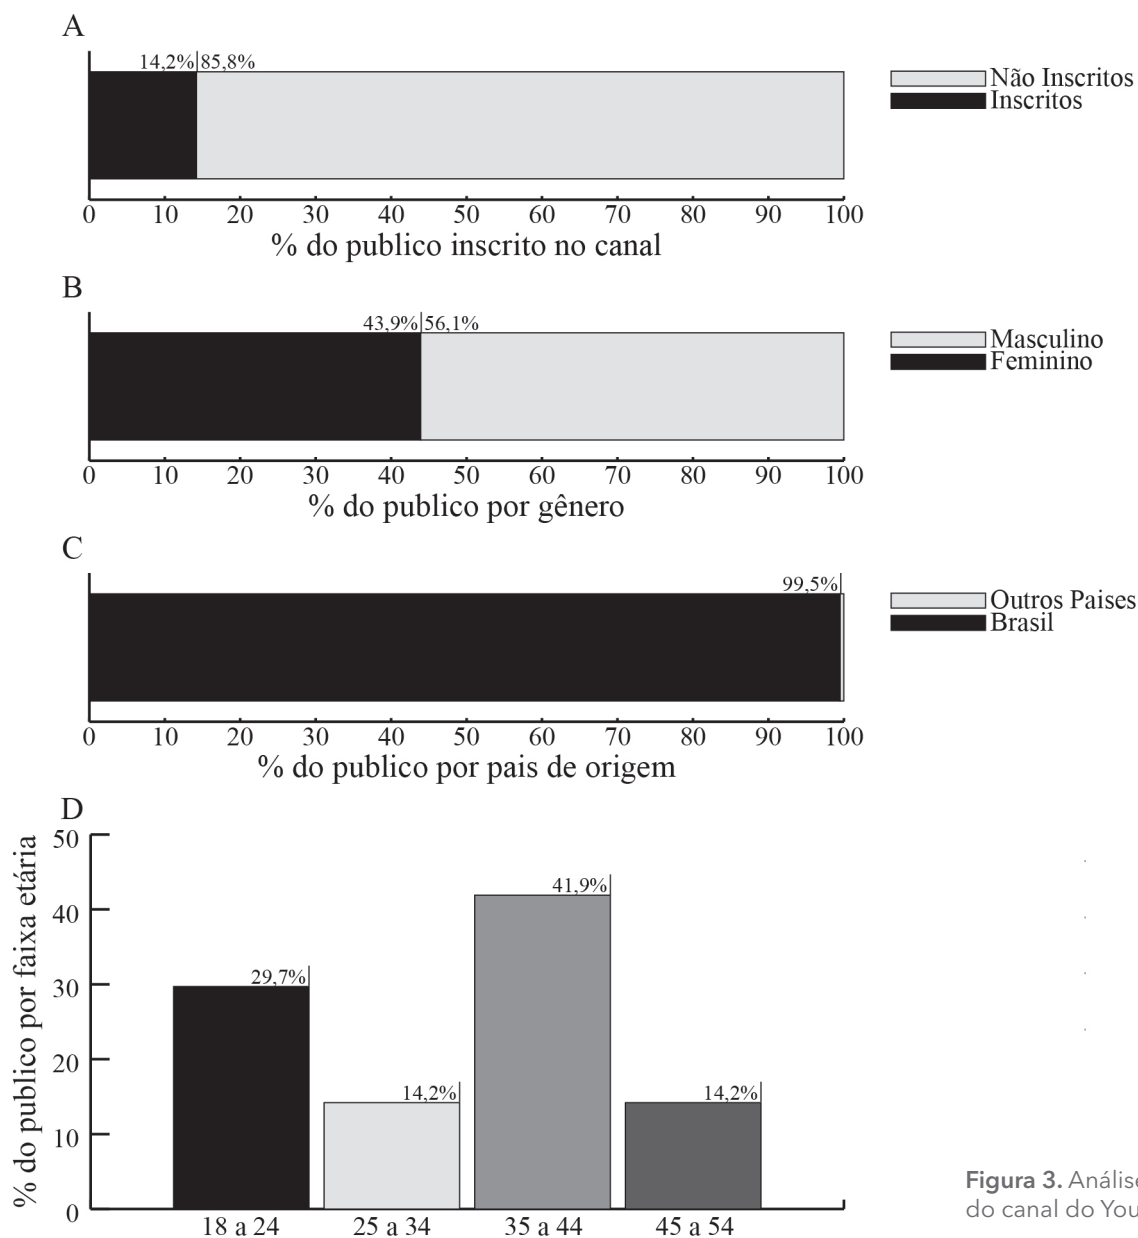 A
14,2% 85,8%
Não Inscritos
Inscritos
0 10 20 30 40 50 60 70 80 90 100
% do publico inscrito no canal
B
43,9% 56,1%
Masculino
Feminino
0 10 20 30 40 50 60 70 80 90 100
% do publico por gênero
C
99,5%
Outros Paises
Brasil
0 10 20 30 40 50 60 70 80 90 100
% do publico por pais de origem
D
% do publico por faixa etária
50
40
30
20
10
0
29,7%
14,2%
41,9%
14,2%
18 a 24 25 a 34 35 a 44 45 a 54
Figura 3. Análise
do canal do You